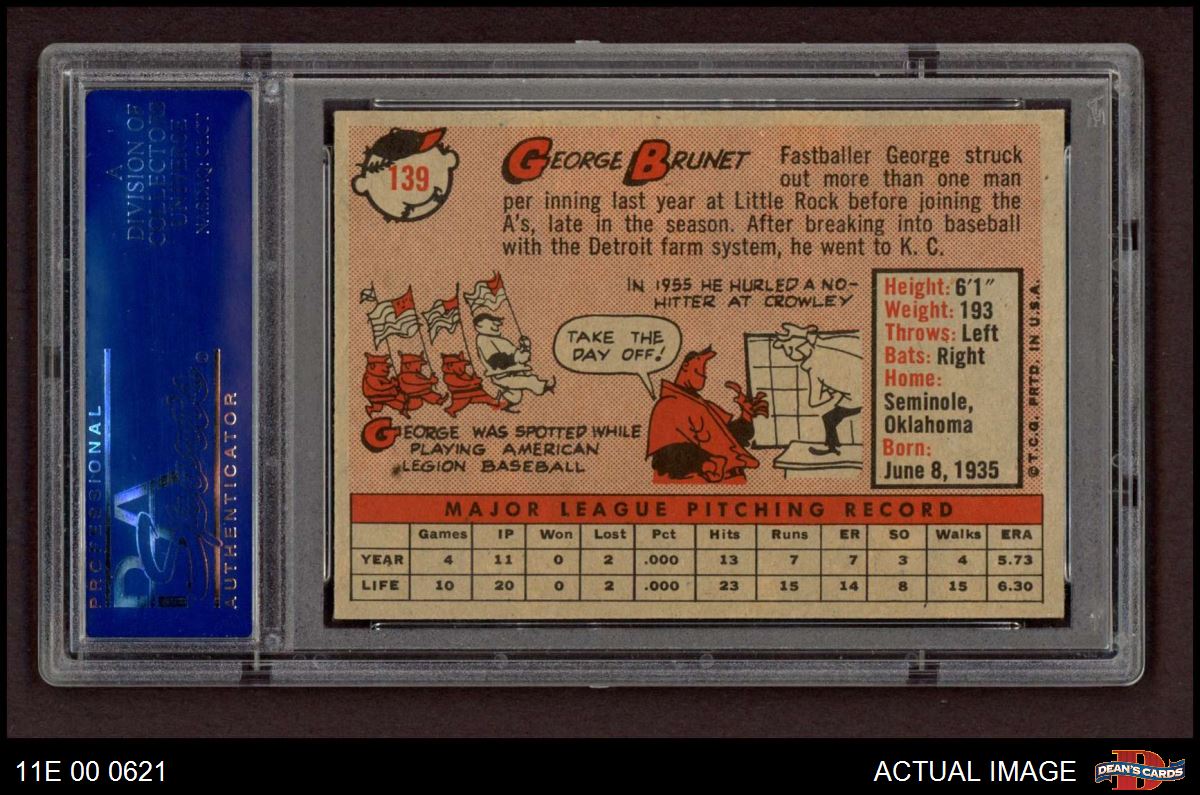 A
DIVISION OF
COLLECTORS
UNIVERSE
NASDAQ: CLCT
PROFESSIONAL
PSA
Sports
AUTHENTICATOR
139
GEORGE BRUNET
Fastballer George struck
out more than one man
per inning last year at Little Rock before joining the
A's, late in the season. After breaking into baseball
with the Detroit farm system, he went to K. C.
IN 1955 HE HURLED A NO-
HITTER AT CROWLEY
TAKE THE
DAY OFF!
GEORGE WAS SPOTTED WHILE
PLAYING AMERICAN
LEGION BASEBALL
Height: 6'1"
Weight: 193
Throws: Left
Bats: Right
Home:
Seminole,
Oklahoma
Born:
June 8, 1935
©T.C.G. PRTD. IN U.S.A.
MAJOR LEAGUE PITCHING RECORD
Games IP Won Lost Pct Hits Runs ER SO Walks ERA
YEAR 4 11 0 2 .000 13 7 7 3 4 5.73
LIFE 10 20 0 2 .000 23 15 14 8 15 6.30
11E 00 0621
ACTUAL IMAGE
D
DEAN'S CARDS